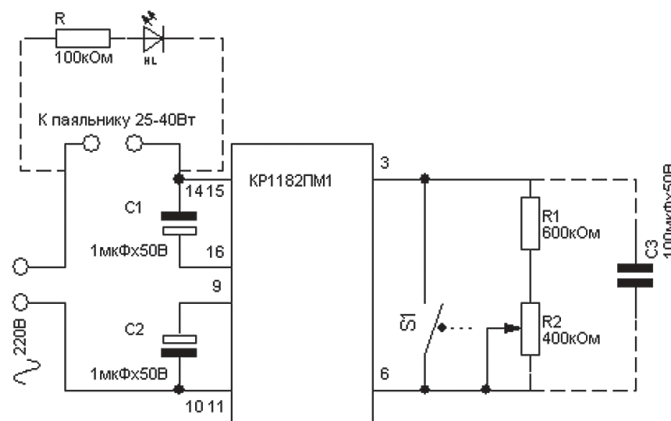 R
100кОм
HL
К паяльнику 25-40Вт
КР1182ПМ1
3
14 15
C1
1мкФх50В
16
9
R1
600кОм
C3
100мкФх50В
220В
C2
1мкФх50В
S1
R2
400кОм
6
10 11